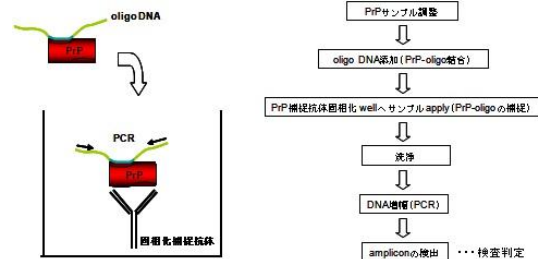 oligoDNA
PrP
PCR
PrP
固相化捕捉抗体
PrPサンプル調整
oligo DNA添加(PrP-oligo結合)
PrP捕捉抗体固相化wellへサンプルapply(PrP-oligoの捕捉)
洗浄
DNA増幅(PCR)
ampliconの検出 ・・・検査判定